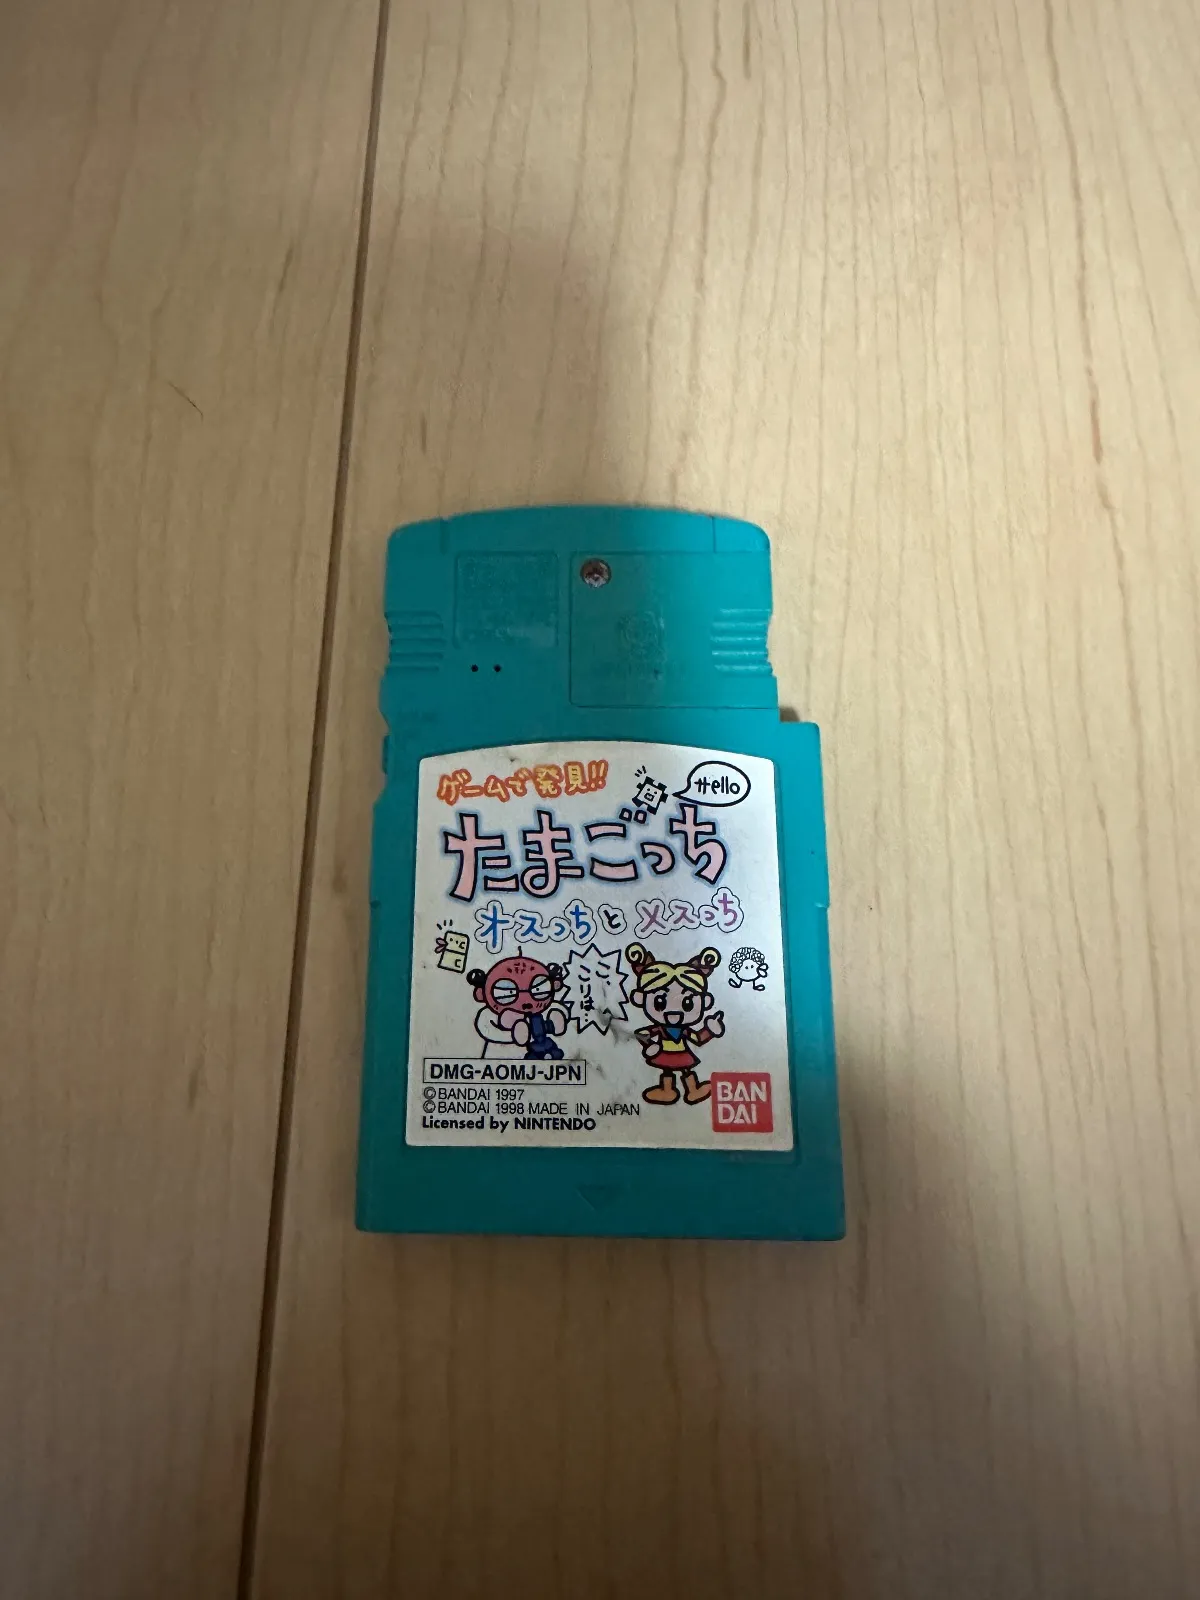 ゲームで発見!!
Hello
たまごっち
オスっちとメスっち
こ、
こりは…
DMG-AOMJ-JPN
©BANDAI 1997
©BANDAI 1998 MADE IN JAPAN
Licensed by NINTENDO
BAN
DAI